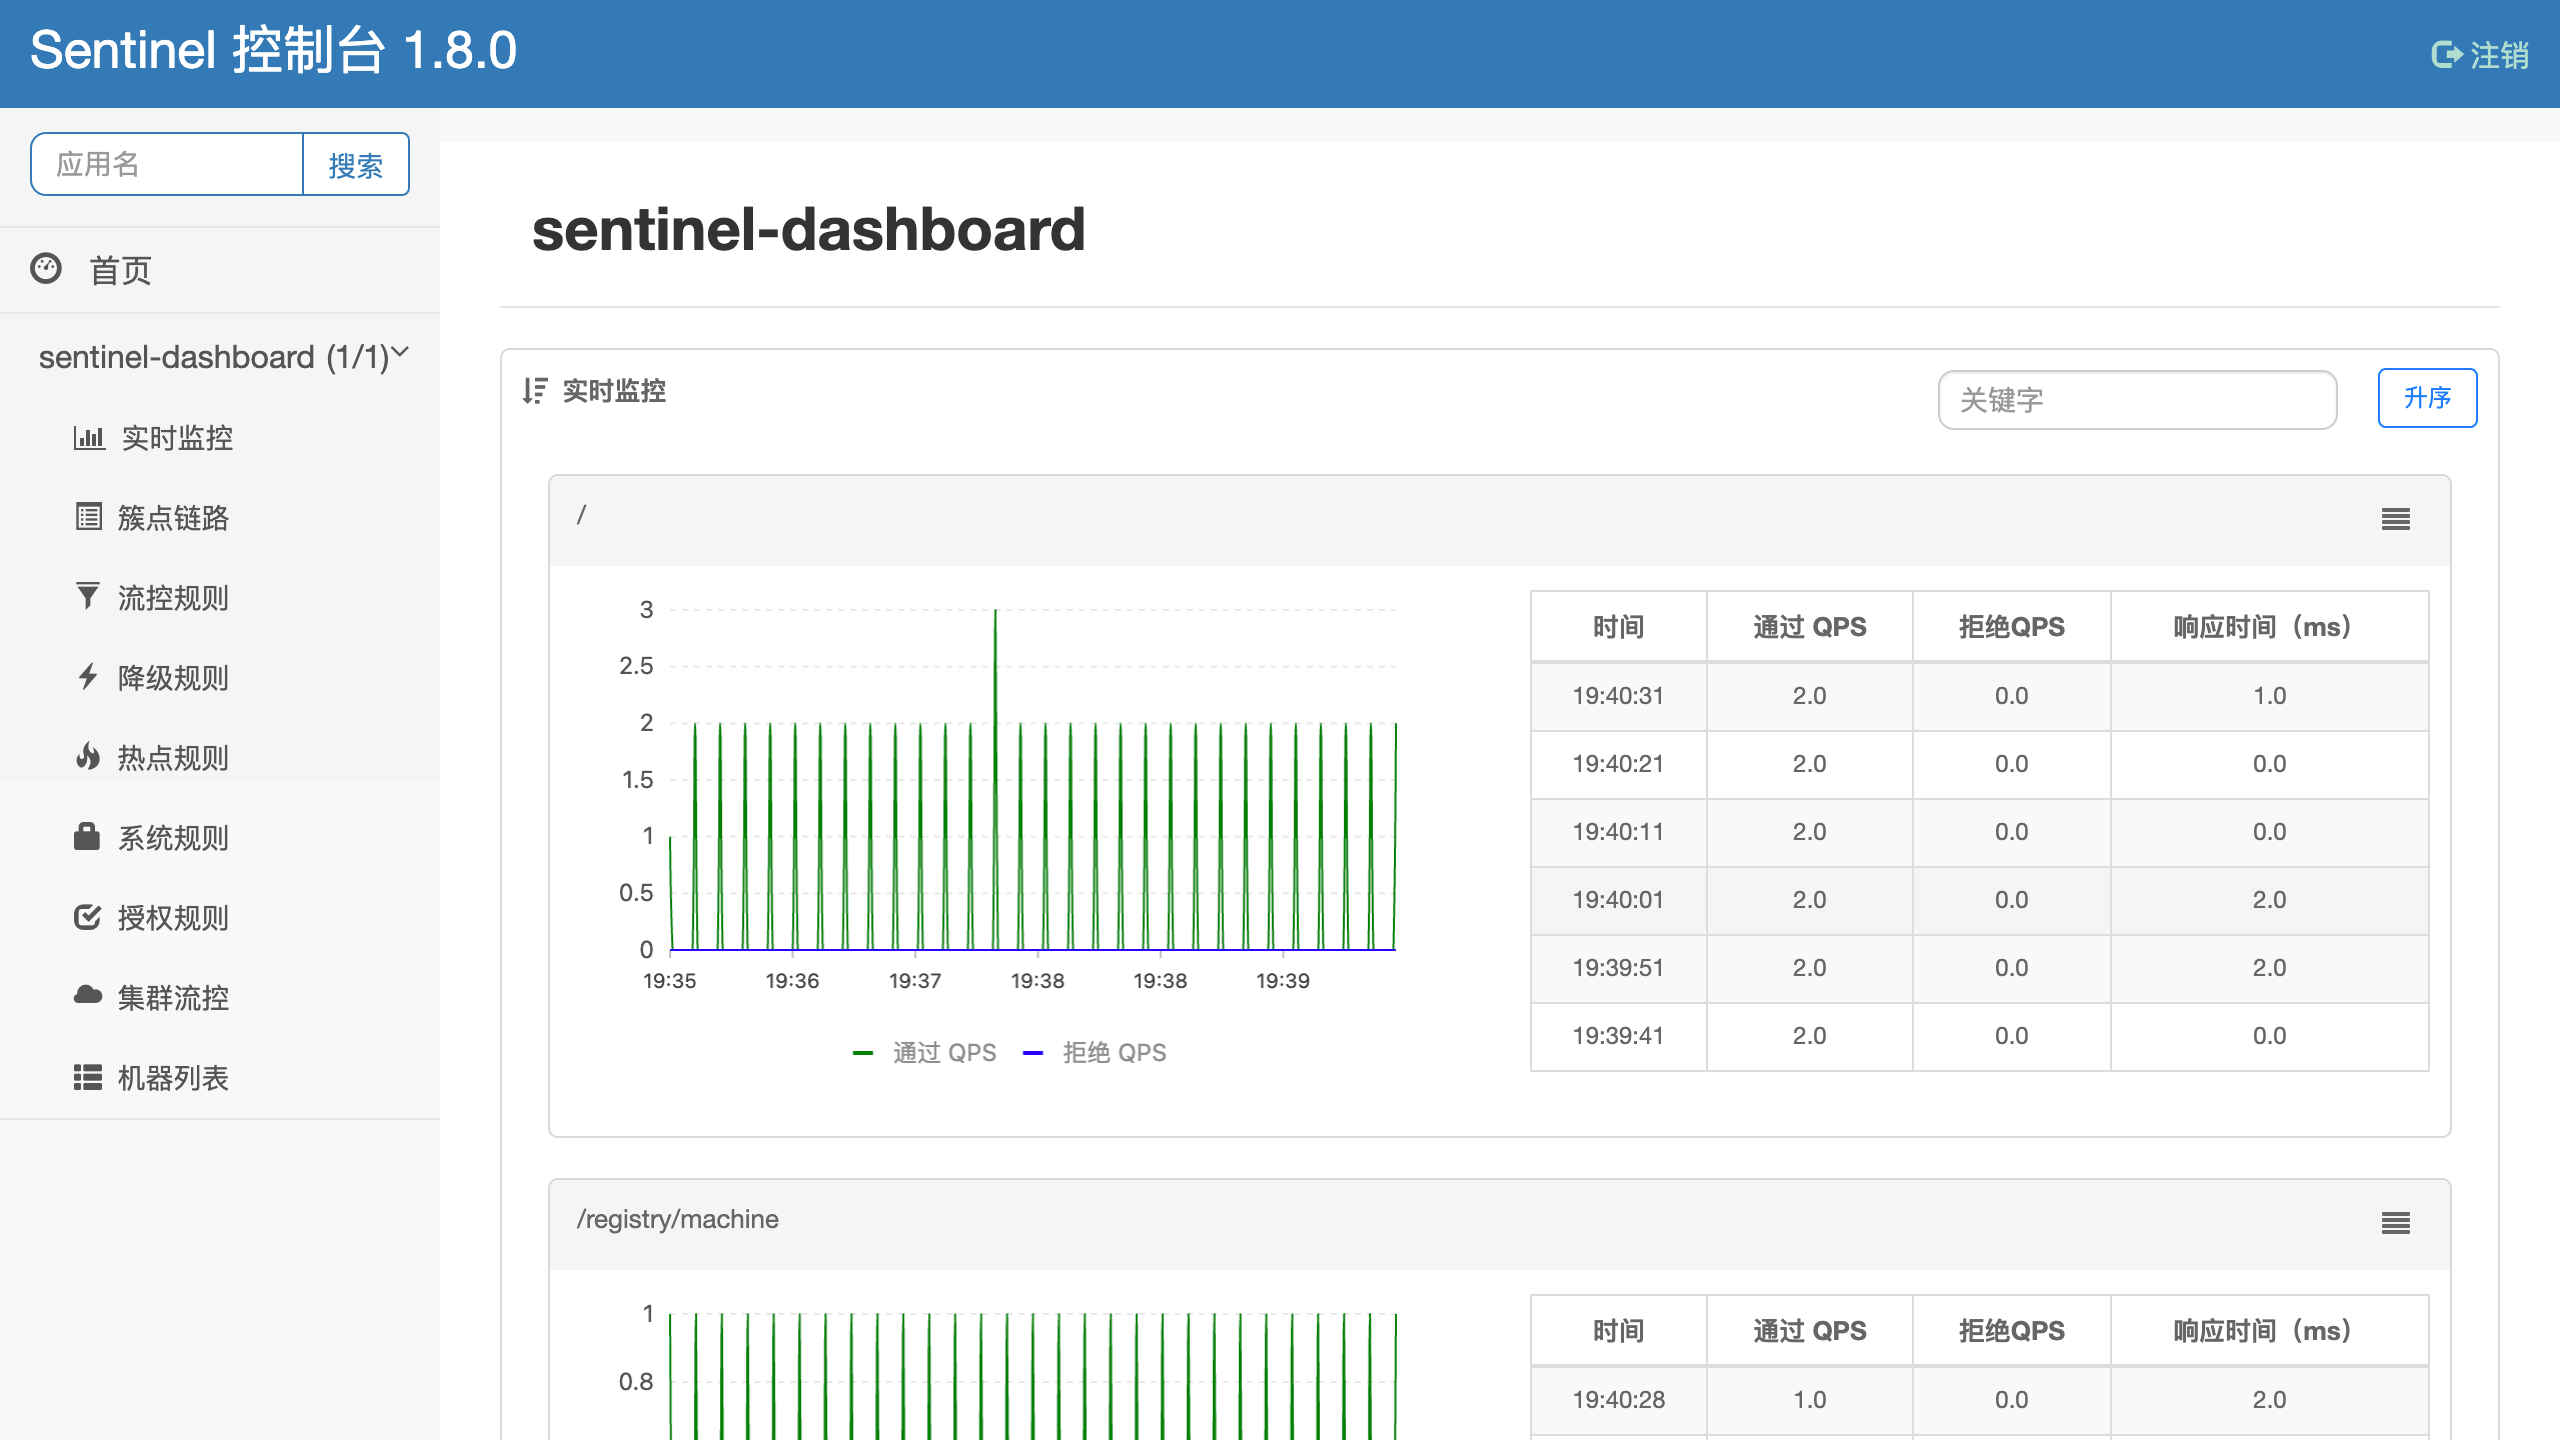 Sentinel 控制台 1.8.0
注销
应用名 搜索
首页
sentinel-dashboard (1/1)
实时监控
簇点链路
流控规则
降级规则
热点规则
系统规则
授权规则
集群流控
机器列表
sentinel-dashboard
实时监控 关键字 升序
/
3
2.5
2
1.5
1
0.5
0
19:35 19:36 19:37 19:38 19:38 19:39
通过 QPS 拒绝 QPS
时间 通过 QPS 拒绝QPS 响应时间（ms）
19:40:31 2.0 0.0 1.0
19:40:21 2.0 0.0 0.0
19:40:11 2.0 0.0 0.0
19:40:01 2.0 0.0 2.0
19:39:51 2.0 0.0 2.0
19:39:41 2.0 0.0 0.0
/registry/machine
1
0.8
时间 通过 QPS 拒绝QPS 响应时间（ms）
19:40:28 1.0 0.0 2.0